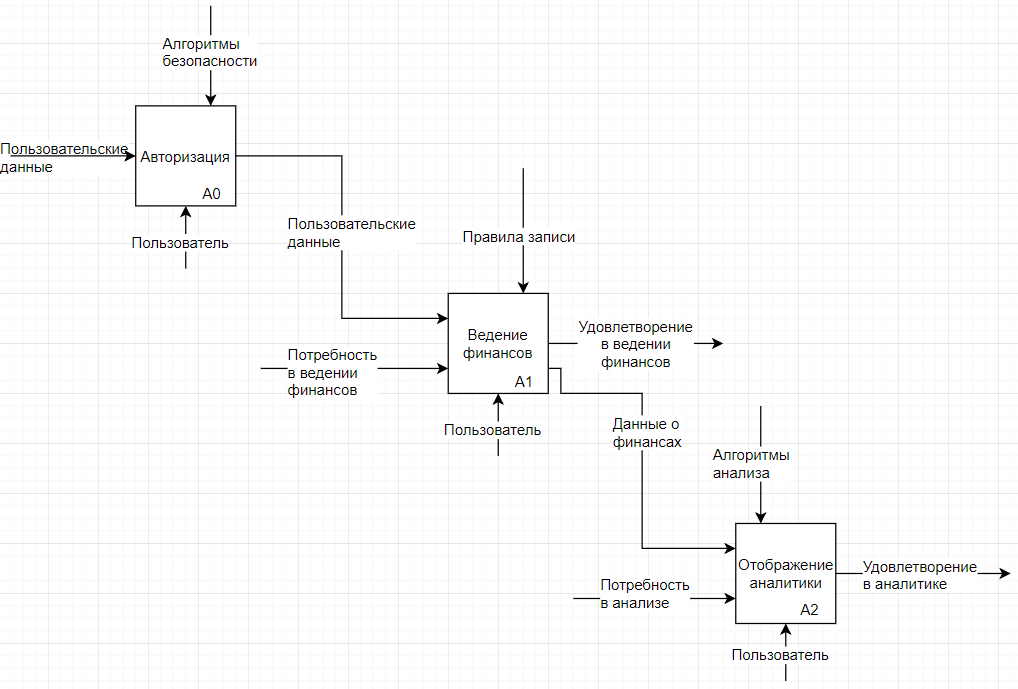 Алгоритмы
безопасности
Пользовательские
данные
Авторизация
A0
Пользователь
Пользовательские
данные
Правила записи
Ведение
финансов
A1
Потребность
в ведении
финансов
Удовлетворение
в ведении
финансов
Пользователь
Данные о
финансах
Алгоритмы
анализа
Отображение
аналитики
A2
Потребность
в анализе
Удовлетворение
в аналитике
Пользователь